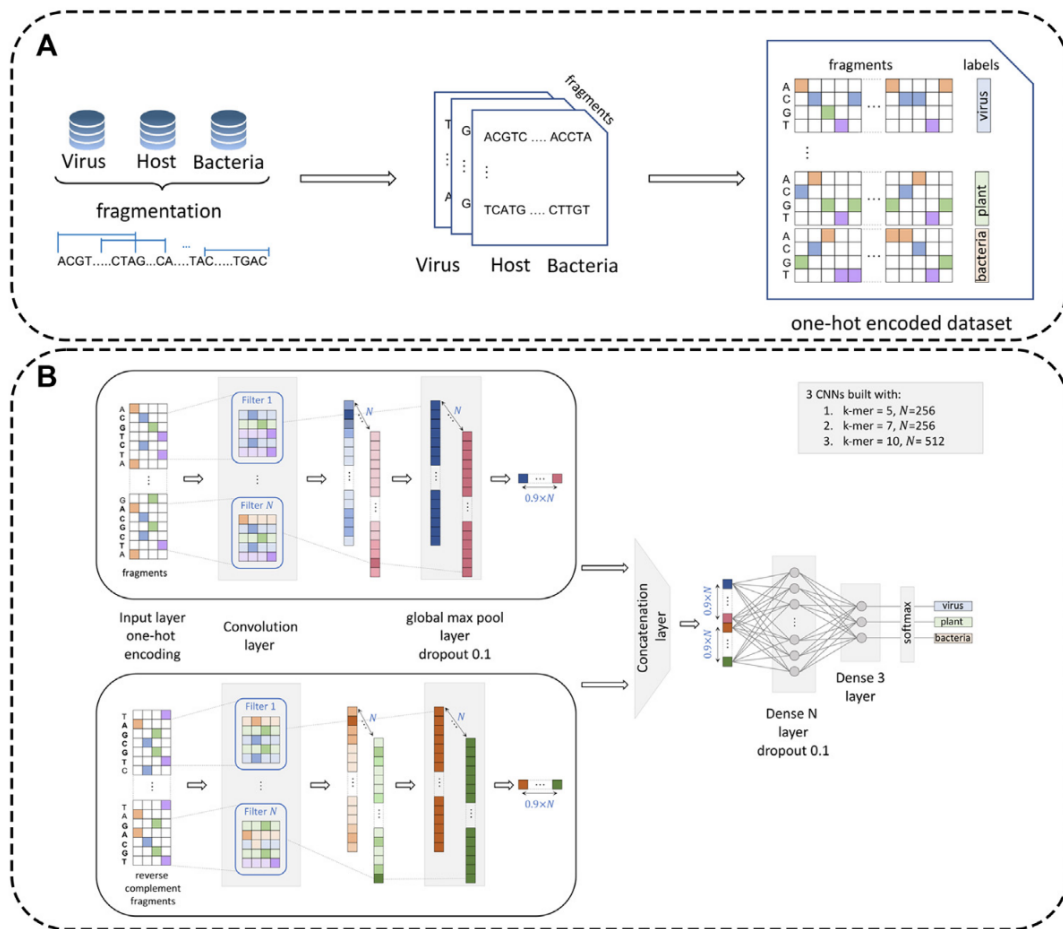 A
Virus Host Bacteria
fragmentation
...
ACGT.....CTAG...CA....TAC.....TGAC
fragments
T
⋮
A
G
⋮
G
ACGTC .... ACCTA
⋮
TCATG .... CTTGT
Virus Host Bacteria
fragments labels
A
C
G
T
...
virus
⋮
A
C
G
T
...
plant
A
C
G
T
...
bacteria
one-hot encoded dataset
B
A
C
G
T
C
T
A
⋮
G
A
C
G
C
T
A
fragments
Filter 1
⋮
Filter N
N
...
⋮
⋮
N
...
⋮
⋮
...
0.9×N
Input layer
one-hot
encoding
Convolution
layer
global max pool
layer
dropout 0.1
T
A
G
C
G
T
C
⋮
T
A
G
A
C
G
T
reverse
complement
fragments
Filter 1
⋮
Filter N
N
...
⋮
⋮
N
...
⋮
⋮
...
0.9×N
3 CNNs built with:
1. k-mer = 5, N=256
2. k-mer = 7, N=256
3. k-mer = 10, N= 512
Concatenation
layer
0.9×N
0.9×N
...
...
⋮
Dense N
layer
dropout 0.1
Dense 3
layer
softmax
virus
plant
bacteria